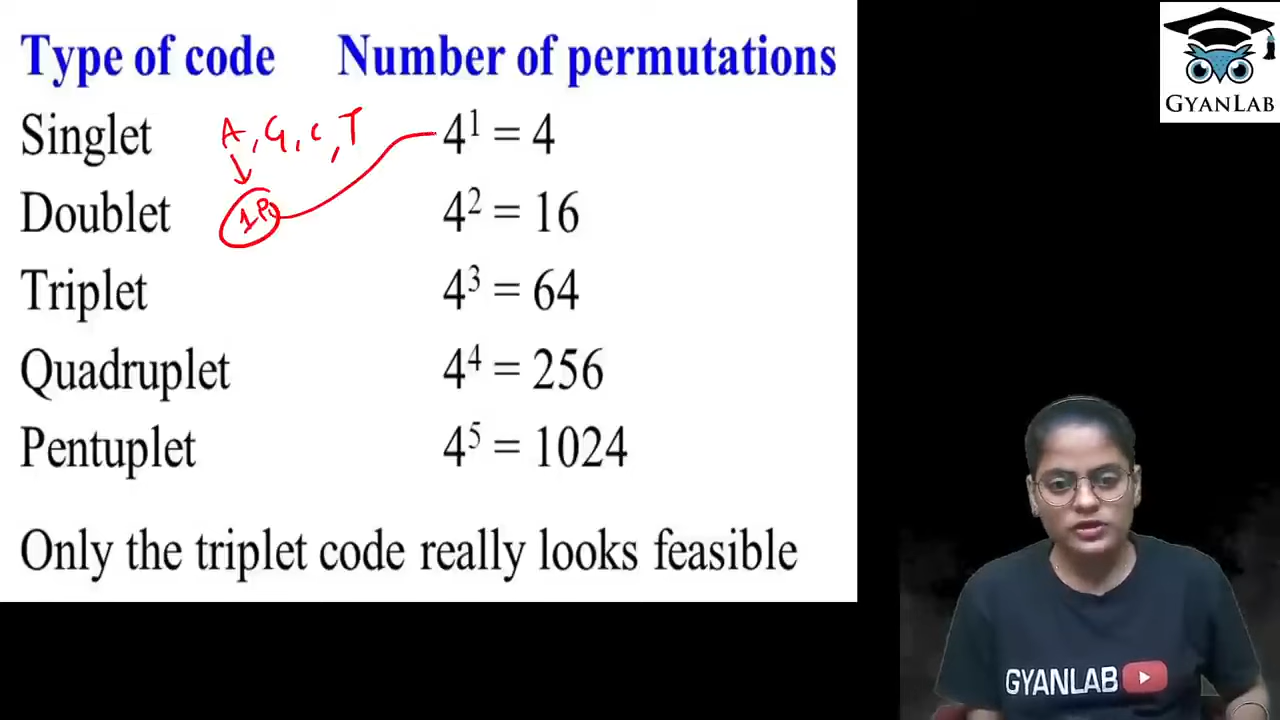 Type of code Number of permutations
Singlet A, G, C, T 4¹ = 4
Doublet 4² = 16
Triplet 4³ = 64
Quadruplet 4⁴ = 256
Pentuplet 4⁵ = 1024
Only the triplet code really looks feasible
GYANLAB
GYANLAB